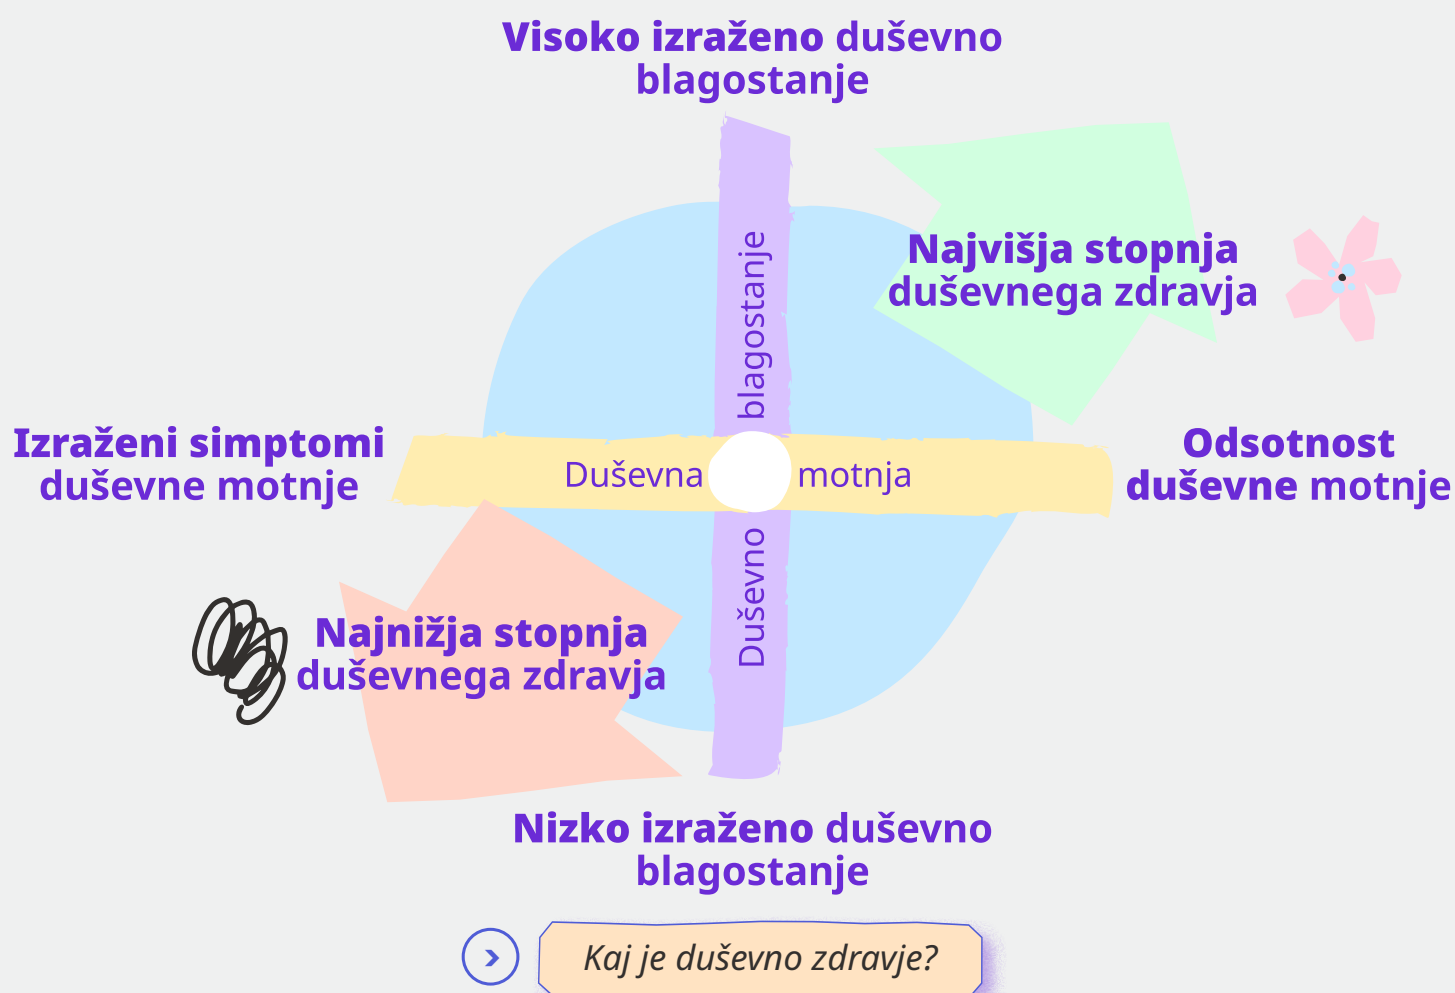 Visoko izraženo duševno
blagostanje
Najvišja stopnja
duševnega zdravja
Izraženi simptomi
duševne motnje
Duševna motnja
Duševno blagostanje
Odsotnost
duševne motnje
Najnižja stopnja
duševnega zdravja
Nizko izraženo duševno
blagostanje
Kaj je duševno zdravje?